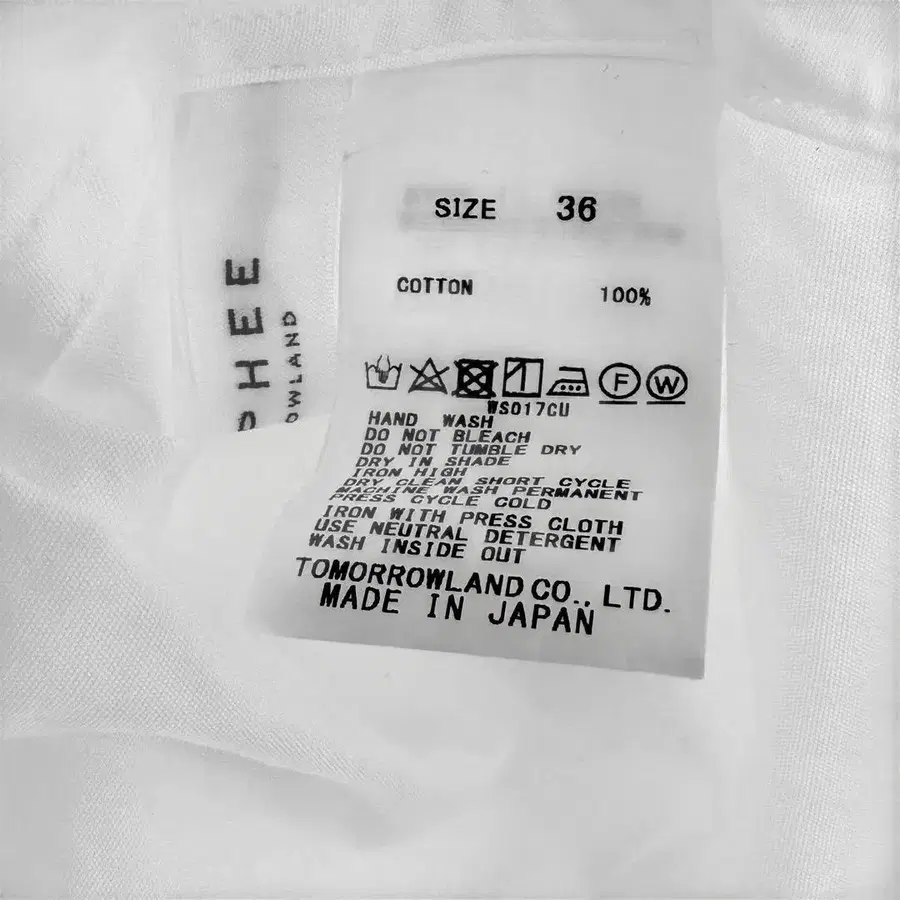 SIZE 36
COTTON 100%
F W
WS017CU
HAND WASH
DO NOT BLEACH
DO NOT TUMBLE DRY
DRY IN SHADE
IRON HIGH
DRY CLEAN SHORT CYCLE
MACHINE WASH PERMANENT
PRESS CYCLE COLD
IRON WITH PRESS CLOTH
USE NEUTRAL DETERGENT
WASH INSIDE OUT
TOMORROWLAND CO., LTD.
MADE IN JAPAN
PHEE
OWLAND